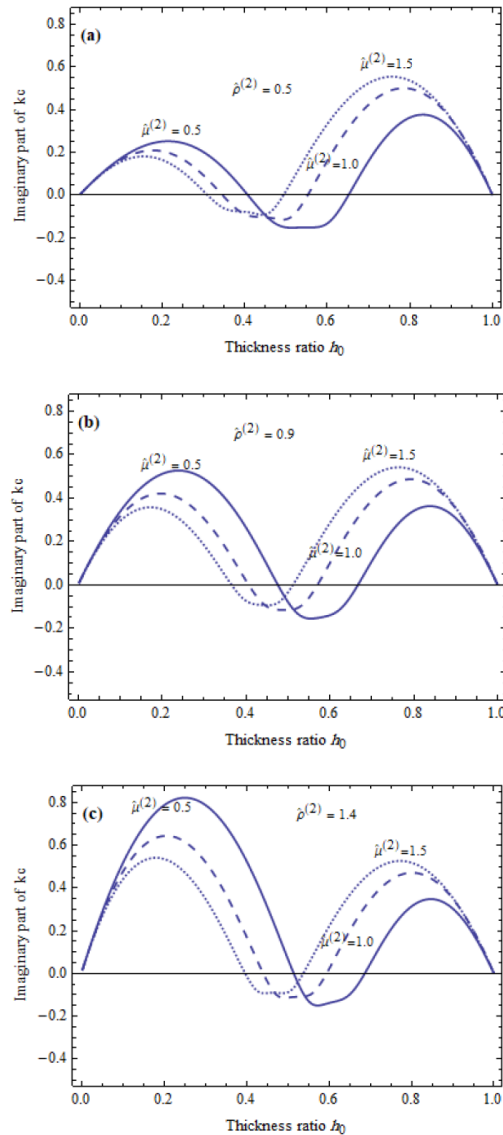 (a)
0.8
0.6
0.4
0.2
0.0
−0.2
−0.4
Imaginary part of kc
ρ̂(2) = 0.5
μ̂(2) = 0.5
μ̂(2)=1.5
μ̂(2)=1.0
0.0 0.2 0.4 0.6 0.8 1.0
Thickness ratio h0
(b)
0.8
0.6
0.4
0.2
0.0
−0.2
−0.4
Imaginary part of kc
ρ̂(2) = 0.9
μ̂(2) = 0.5
μ̂(2)=1.5
μ̂(2)=1.0
0.0 0.2 0.4 0.6 0.8 1.0
Thickness ratio h0
(c)
0.8
0.6
0.4
0.2
0.0
−0.2
−0.4
Imaginary part of kc
μ̂(2) = 0.5
ρ̂(2) = 1.4
μ̂(2)=1.5
μ̂(2)=1.0
0.0 0.2 0.4 0.6 0.8 1.0
Thickness ratio h0